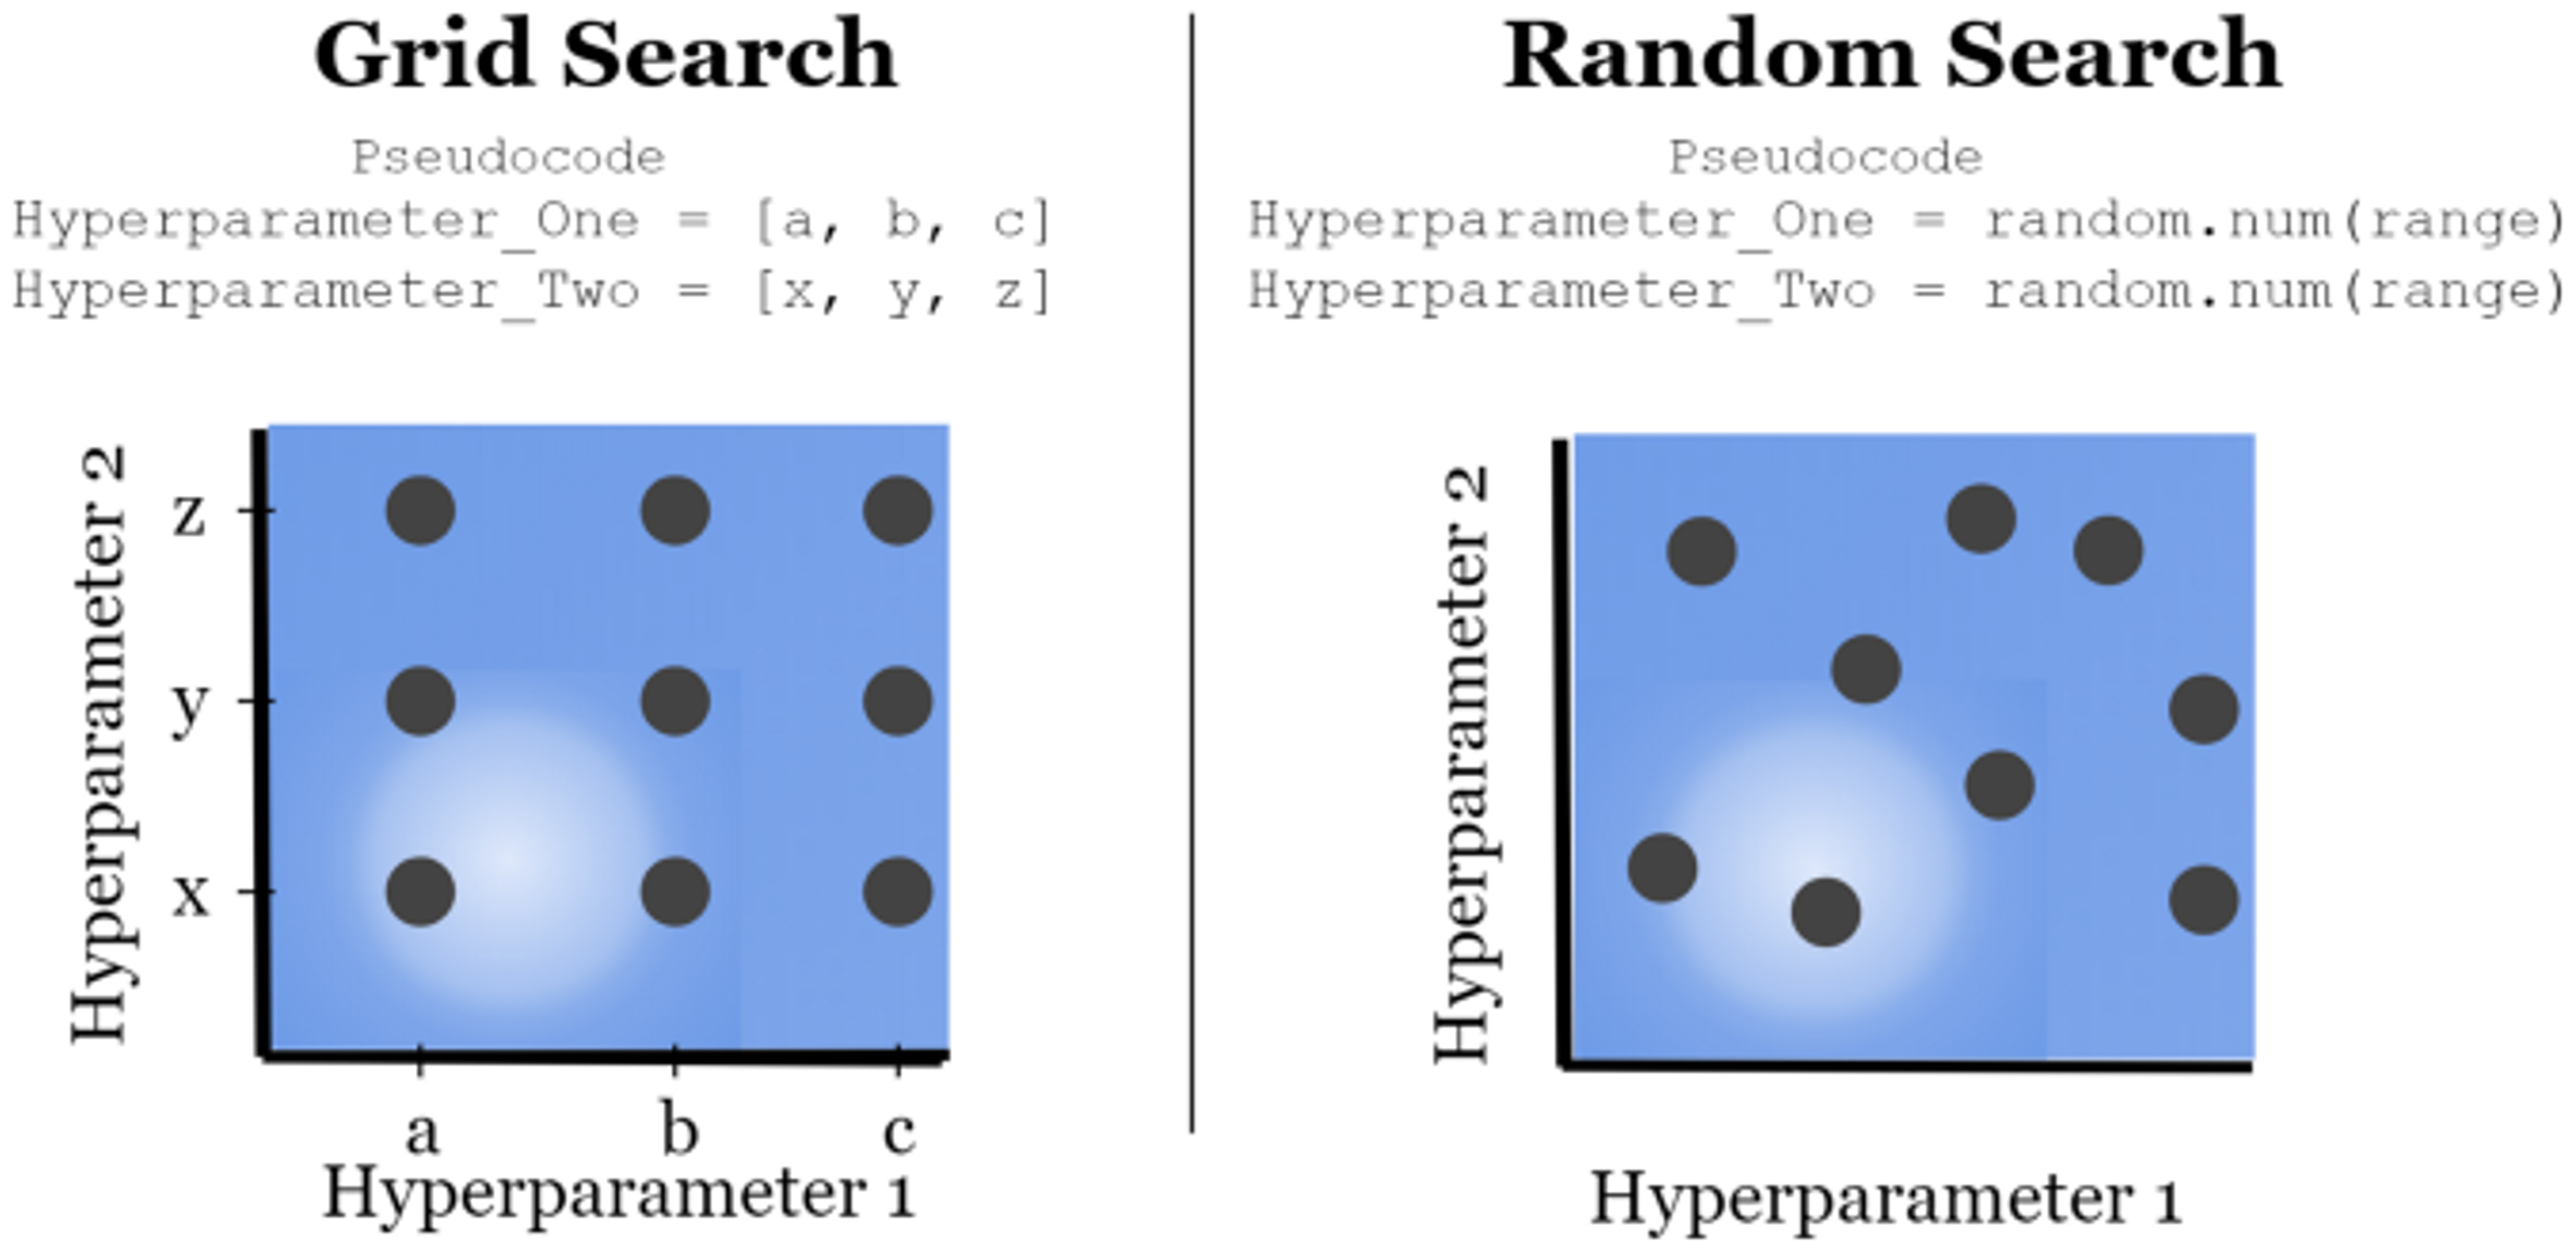 Grid Search
Pseudocode
Hyperparameter_One = [a, b, c]
Hyperparameter_Two = [x, y, z]
Hyperparameter 2
z
y
x
a b c
Hyperparameter 1
Random Search
Pseudocode
Hyperparameter_One = random.num(range)
Hyperparameter_Two = random.num(range)
Hyperparameter 2
Hyperparameter 1